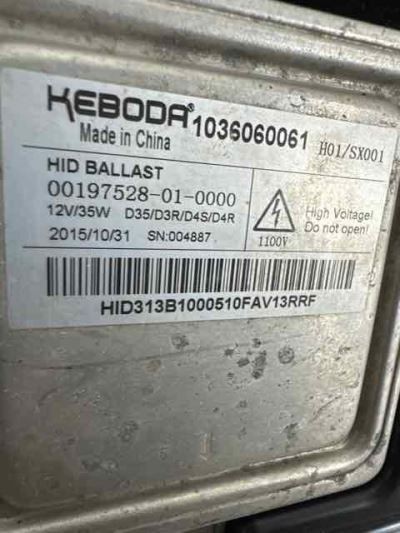 KEBODA® 1036060061 H01/SX001
Made in China
HID BALLAST
00197528-01-0000
12V/35W D35/D3R/D4S/D4R
2015/10/31 SN:004887
1100V
High Voltage!
Do not open!
HID313B1000510FAV13RRF